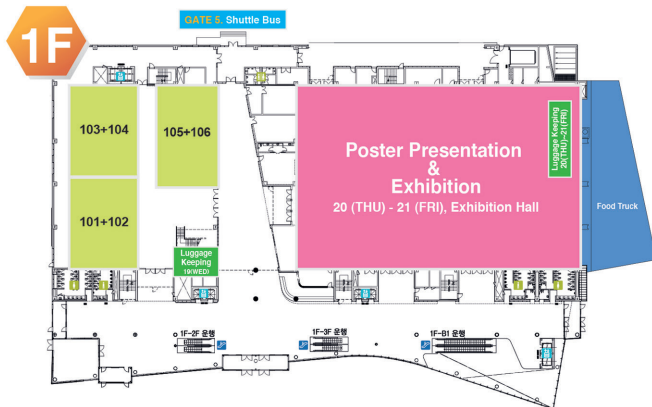 1F
GATE 5. Shuttle Bus
103+104
105+106
101+102
Luggage
Keeping
19(WED)
Poster Presentation
&
Exhibition
20 (THU) - 21 (FRI), Exhibition Hall
Luggage Keeping
20(THU)~21(FRI)
Food Truck
1F-2F 운행
1F-3F 운행
1F-B1 운행